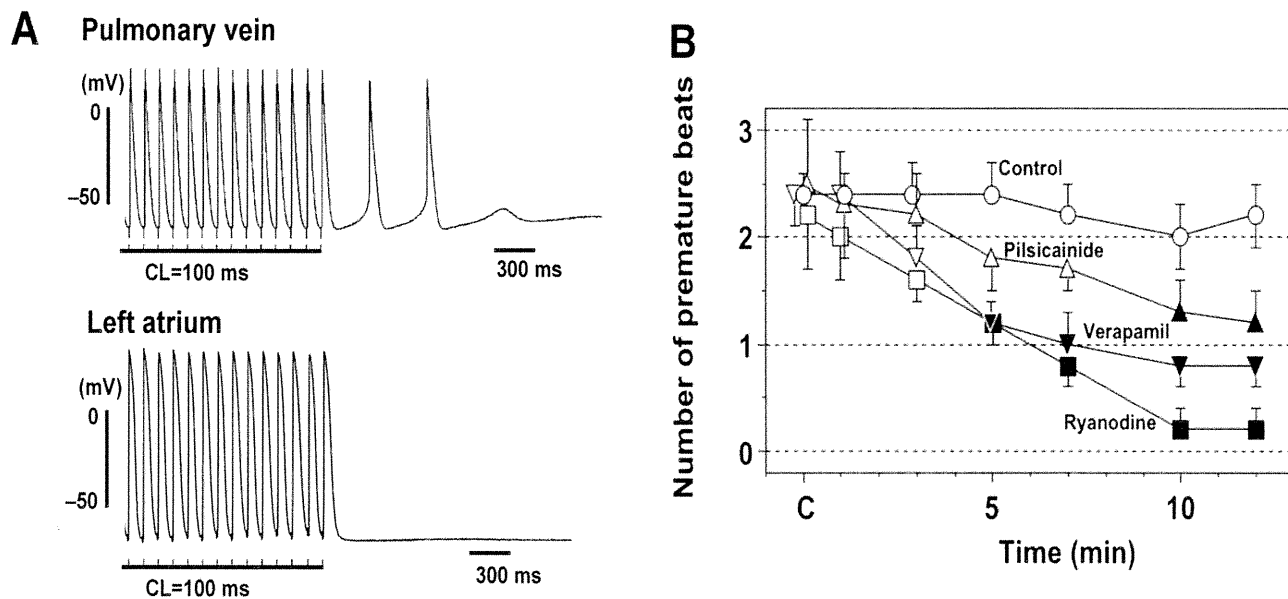 A
Pulmonary vein
(mV)
0
–50
CL=100 ms
300 ms
Left atrium
(mV)
0
–50
CL=100 ms
300 ms
B
Number of premature beats
3
2
1
0
Control
Pilsicainide
Verapamil
Ryanodine
C
5
10
Time (min)